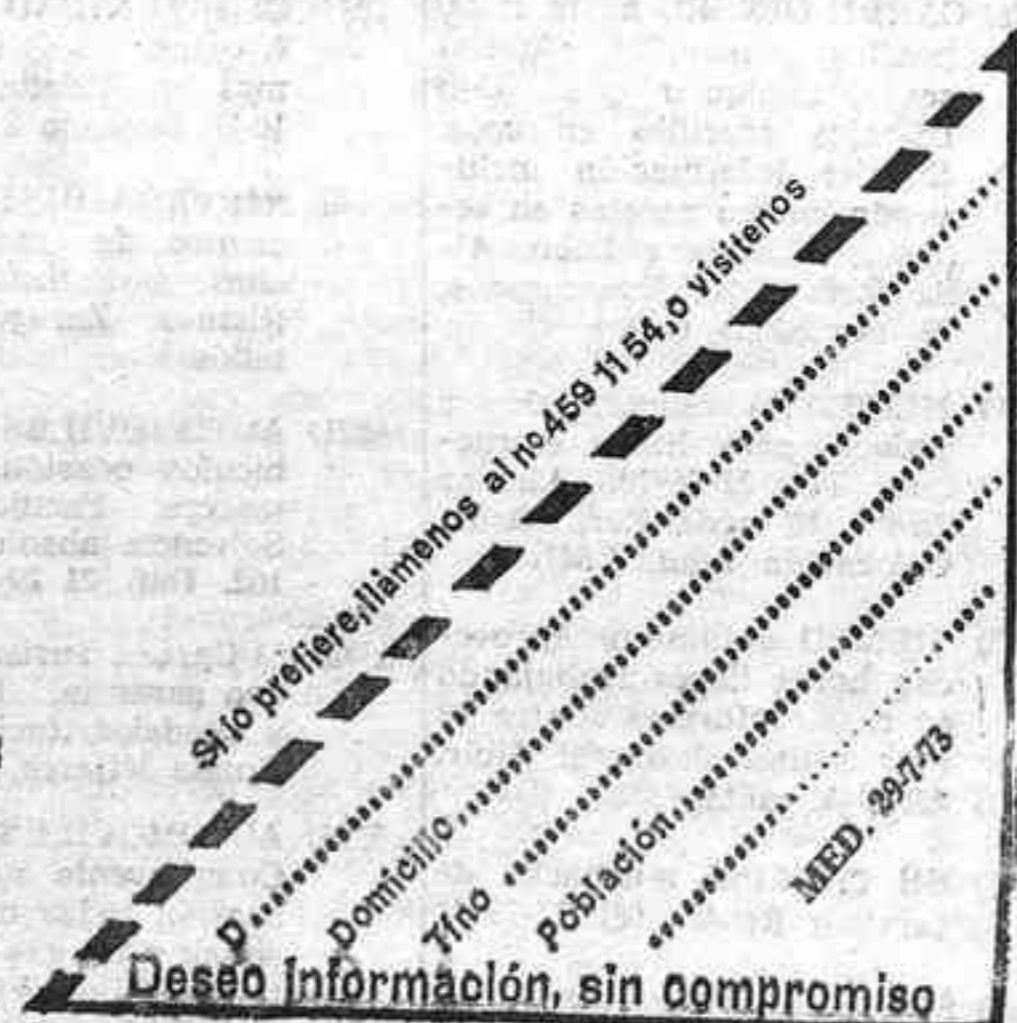 Si lo prefiere, llámenos al nº 459 11 54, o visitenos
D.
Domicilio
Tfno
Población
MED. 29-7-73
Deseo información, sin compromiso